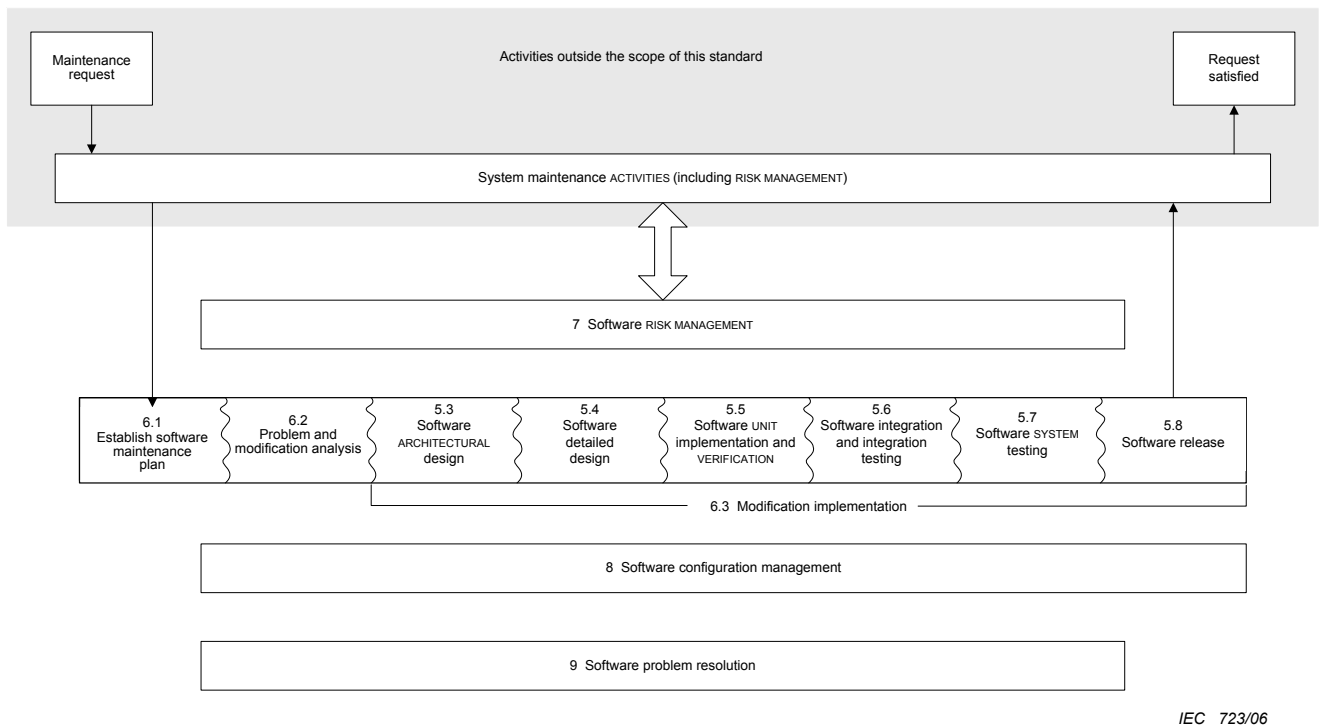 Maintenance
request
Activities outside the scope of this standard
Request
satisfied
System maintenance ACTIVITIES (including RISK MANAGEMENT)
7 Software RISK MANAGEMENT
6.1
Establish software
maintenance
plan
6.2
Problem and
modification analysis
5.3
Software
ARCHITECTURAL
design
5.4
Software
detailed
design
5.5
Software UNIT
implementation and
VERIFICATION
5.6
Software integration
and integration
testing
5.7
Software SYSTEM
testing
5.8
Software release
6.3 Modification implementation
8 Software configuration management
9 Software problem resolution
IEC 723/06